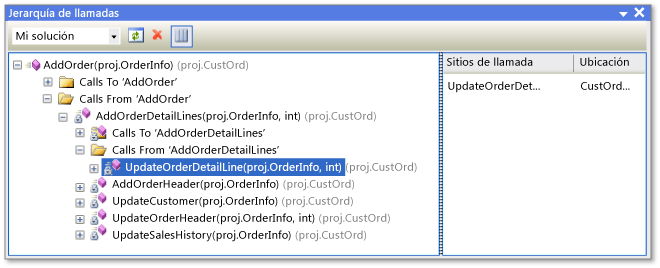 Jerarquía de llamadas
Mi solución
AddOrder(proj.OrderInfo) (proj.CustOrd)
Calls To 'AddOrder'
Calls From 'AddOrder'
AddOrderDetailLines(proj.OrderInfo, int) (proj.CustOrd)
Calls To 'AddOrderDetailLines'
Calls From 'AddOrderDetailLines'
UpdateOrderDetailLine(proj.OrderInfo, int) (proj.CustOrd)
AddOrderHeader(proj.OrderInfo) (proj.CustOrd)
UpdateCustomer(proj.OrderInfo) (proj.CustOrd)
UpdateOrderHeader(proj.OrderInfo, int) (proj.CustOrd)
UpdateSalesHistory(proj.OrderInfo) (proj.CustOrd)
Sitios de llamada Ubicación
UpdateOrderDet... CustOrd...